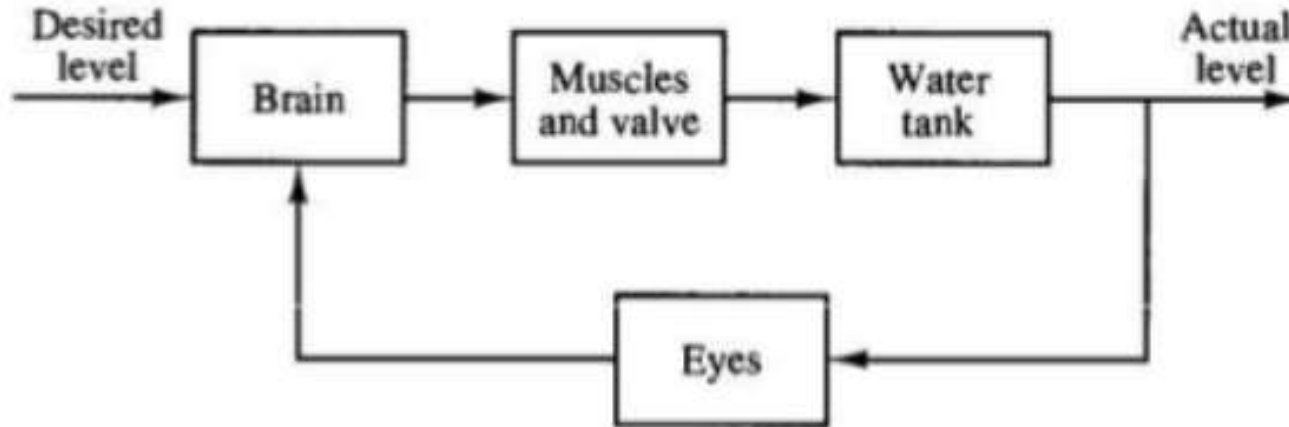 Desired
level
Brain
Muscles
and valve
Water
tank
Actual
level
Eyes